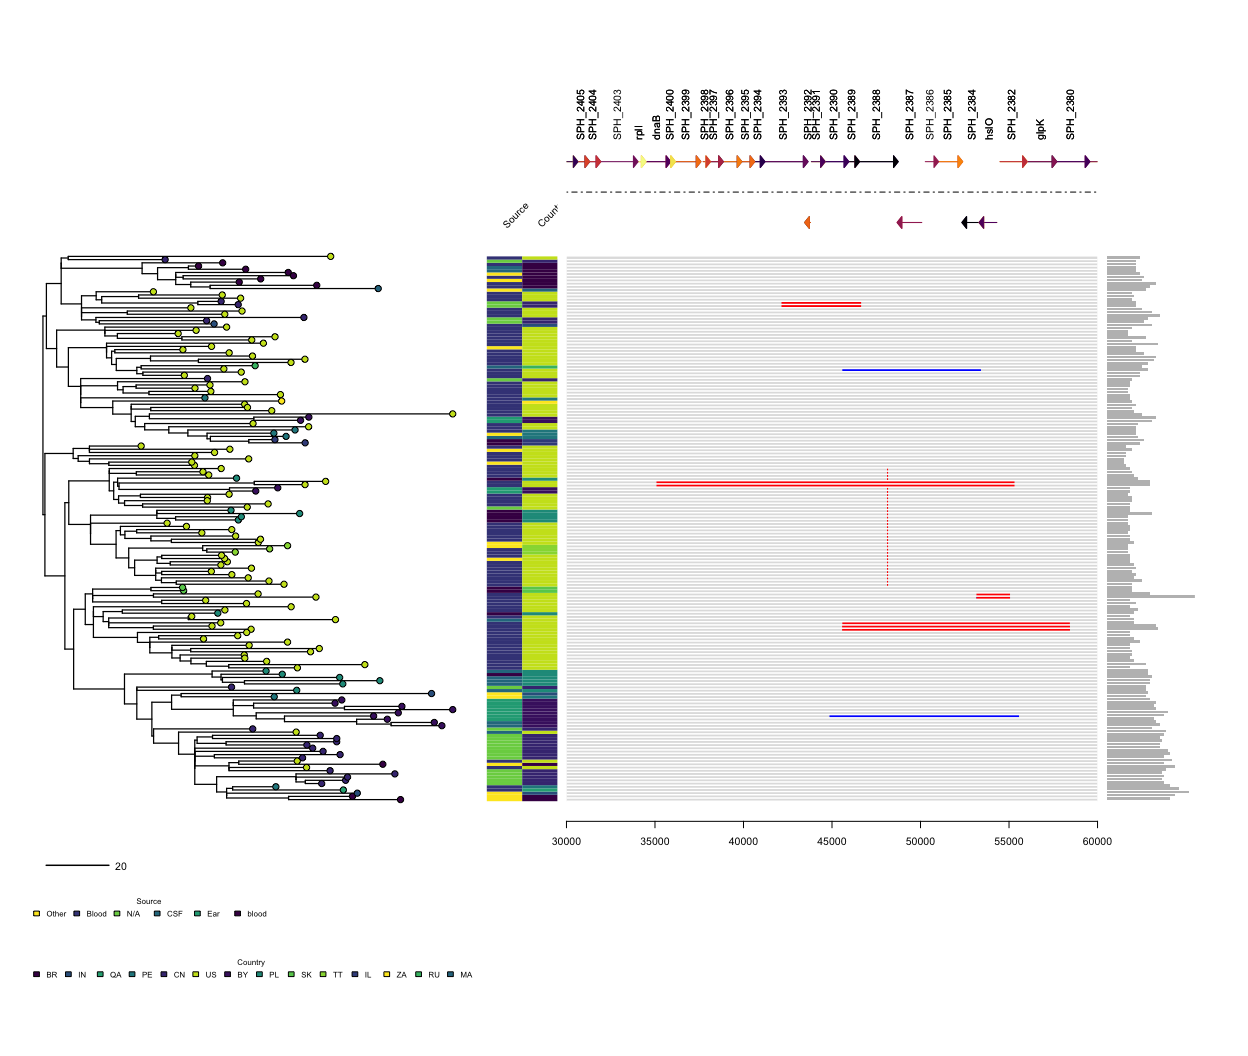 SPH_2405 SPH_2404 SPH_2403 rplI dnaB SPH_2400 SPH_2399 SPH_2398 SPH_2397 SPH_2396 SPH_2395 SPH_2394 SPH_2393 SPH_2392 SPH_2391 SPH_2390 SPH_2389 SPH_2388 SPH_2387 SPH_2386 SPH_2385 SPH_2384 hslO SPH_2382 glpK SPH_2380
Source Count
30000 35000 40000 45000 50000 55000 60000
20
Source
Other Blood N/A CSF Ear blood
Country
BR IN QA PE CN US BY PL SK TT IL ZA RU MA